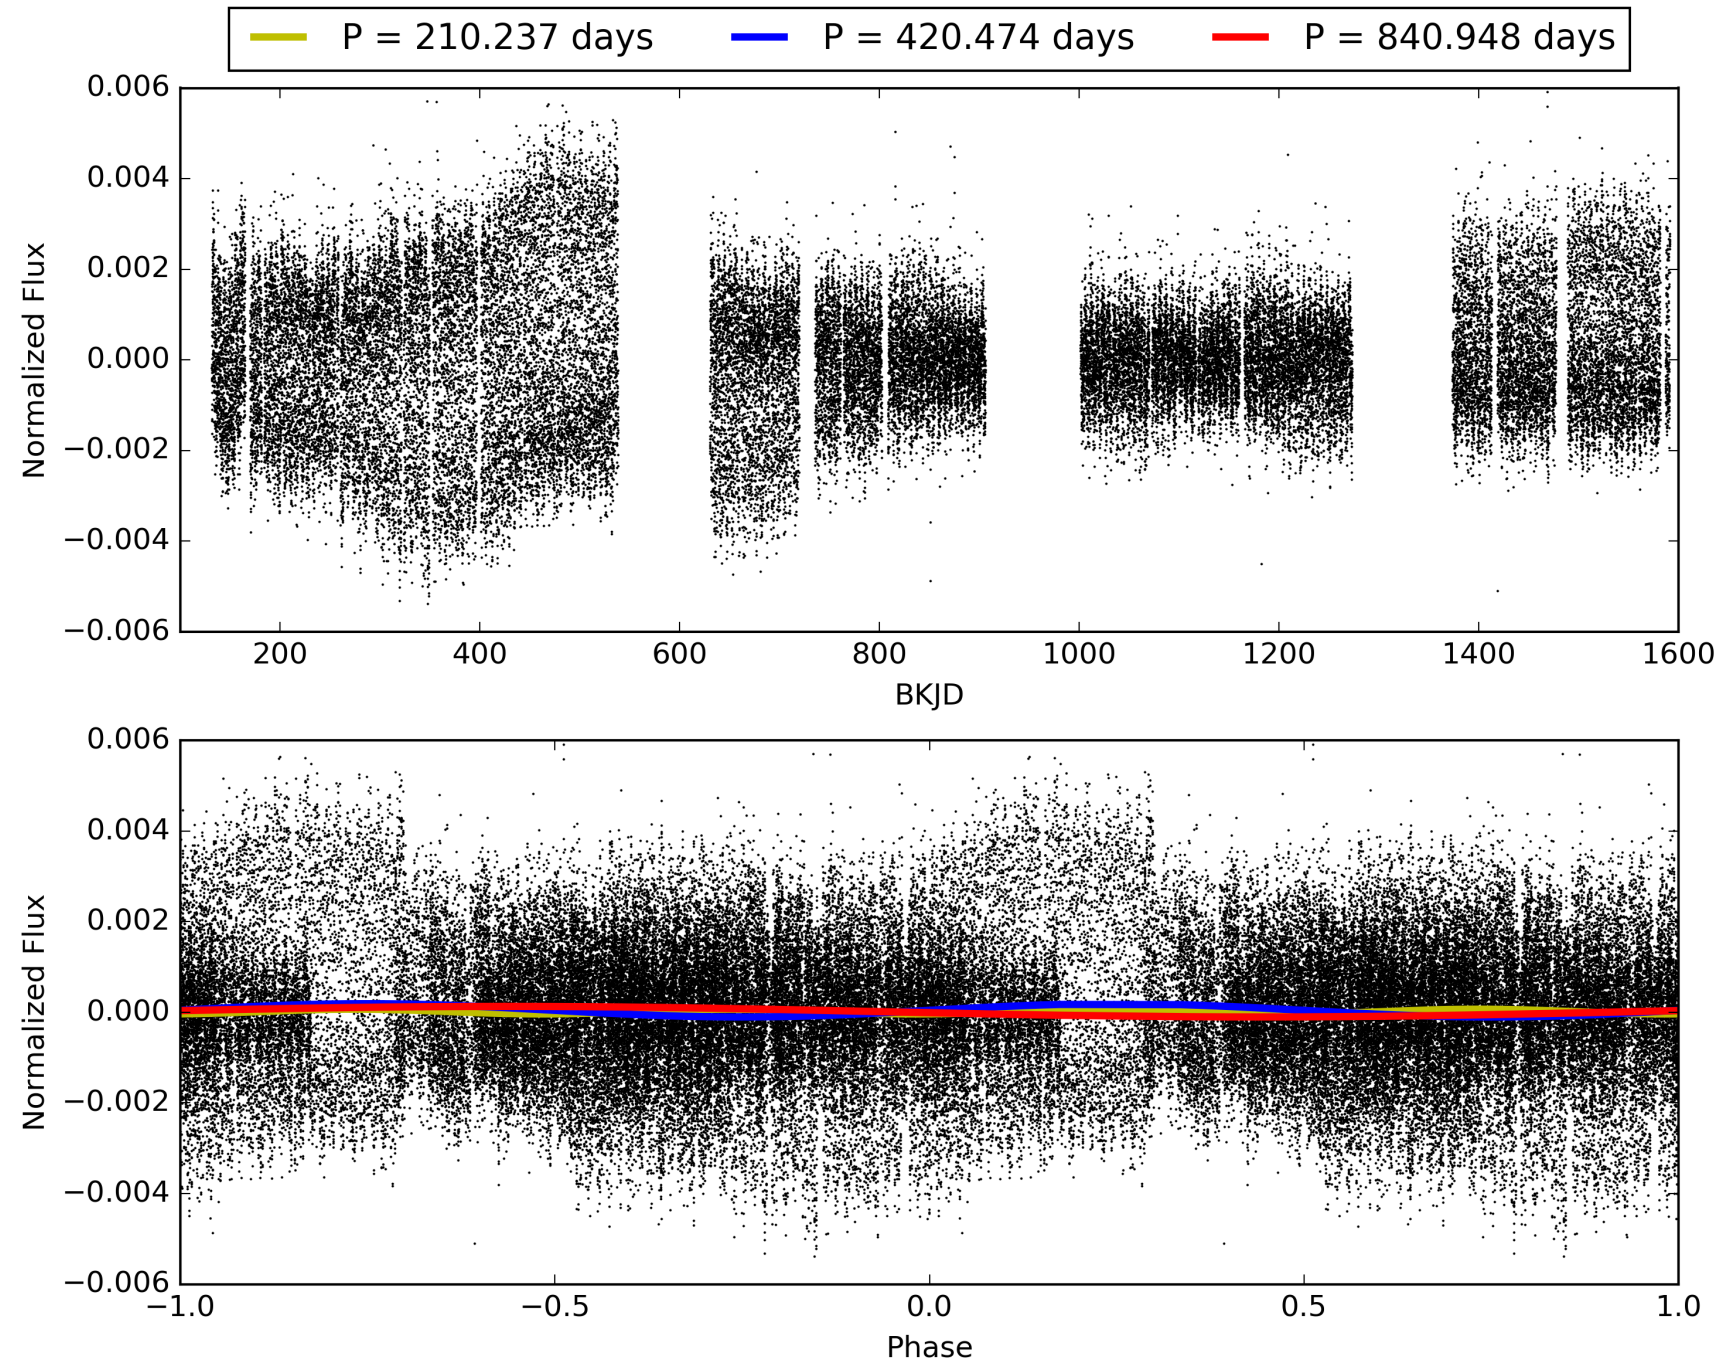 P = 210.237 days P = 420.474 days P = 840.948 days
0.006
0.004
0.002
0.000
−0.002
−0.004
−0.006
Normalized Flux
200 400 600 800 1000 1200 1400 1600
BKJD
0.006
0.004
0.002
0.000
−0.002
−0.004
−0.006
Normalized Flux
−1.0 −0.5 0.0 0.5 1.0
Phase